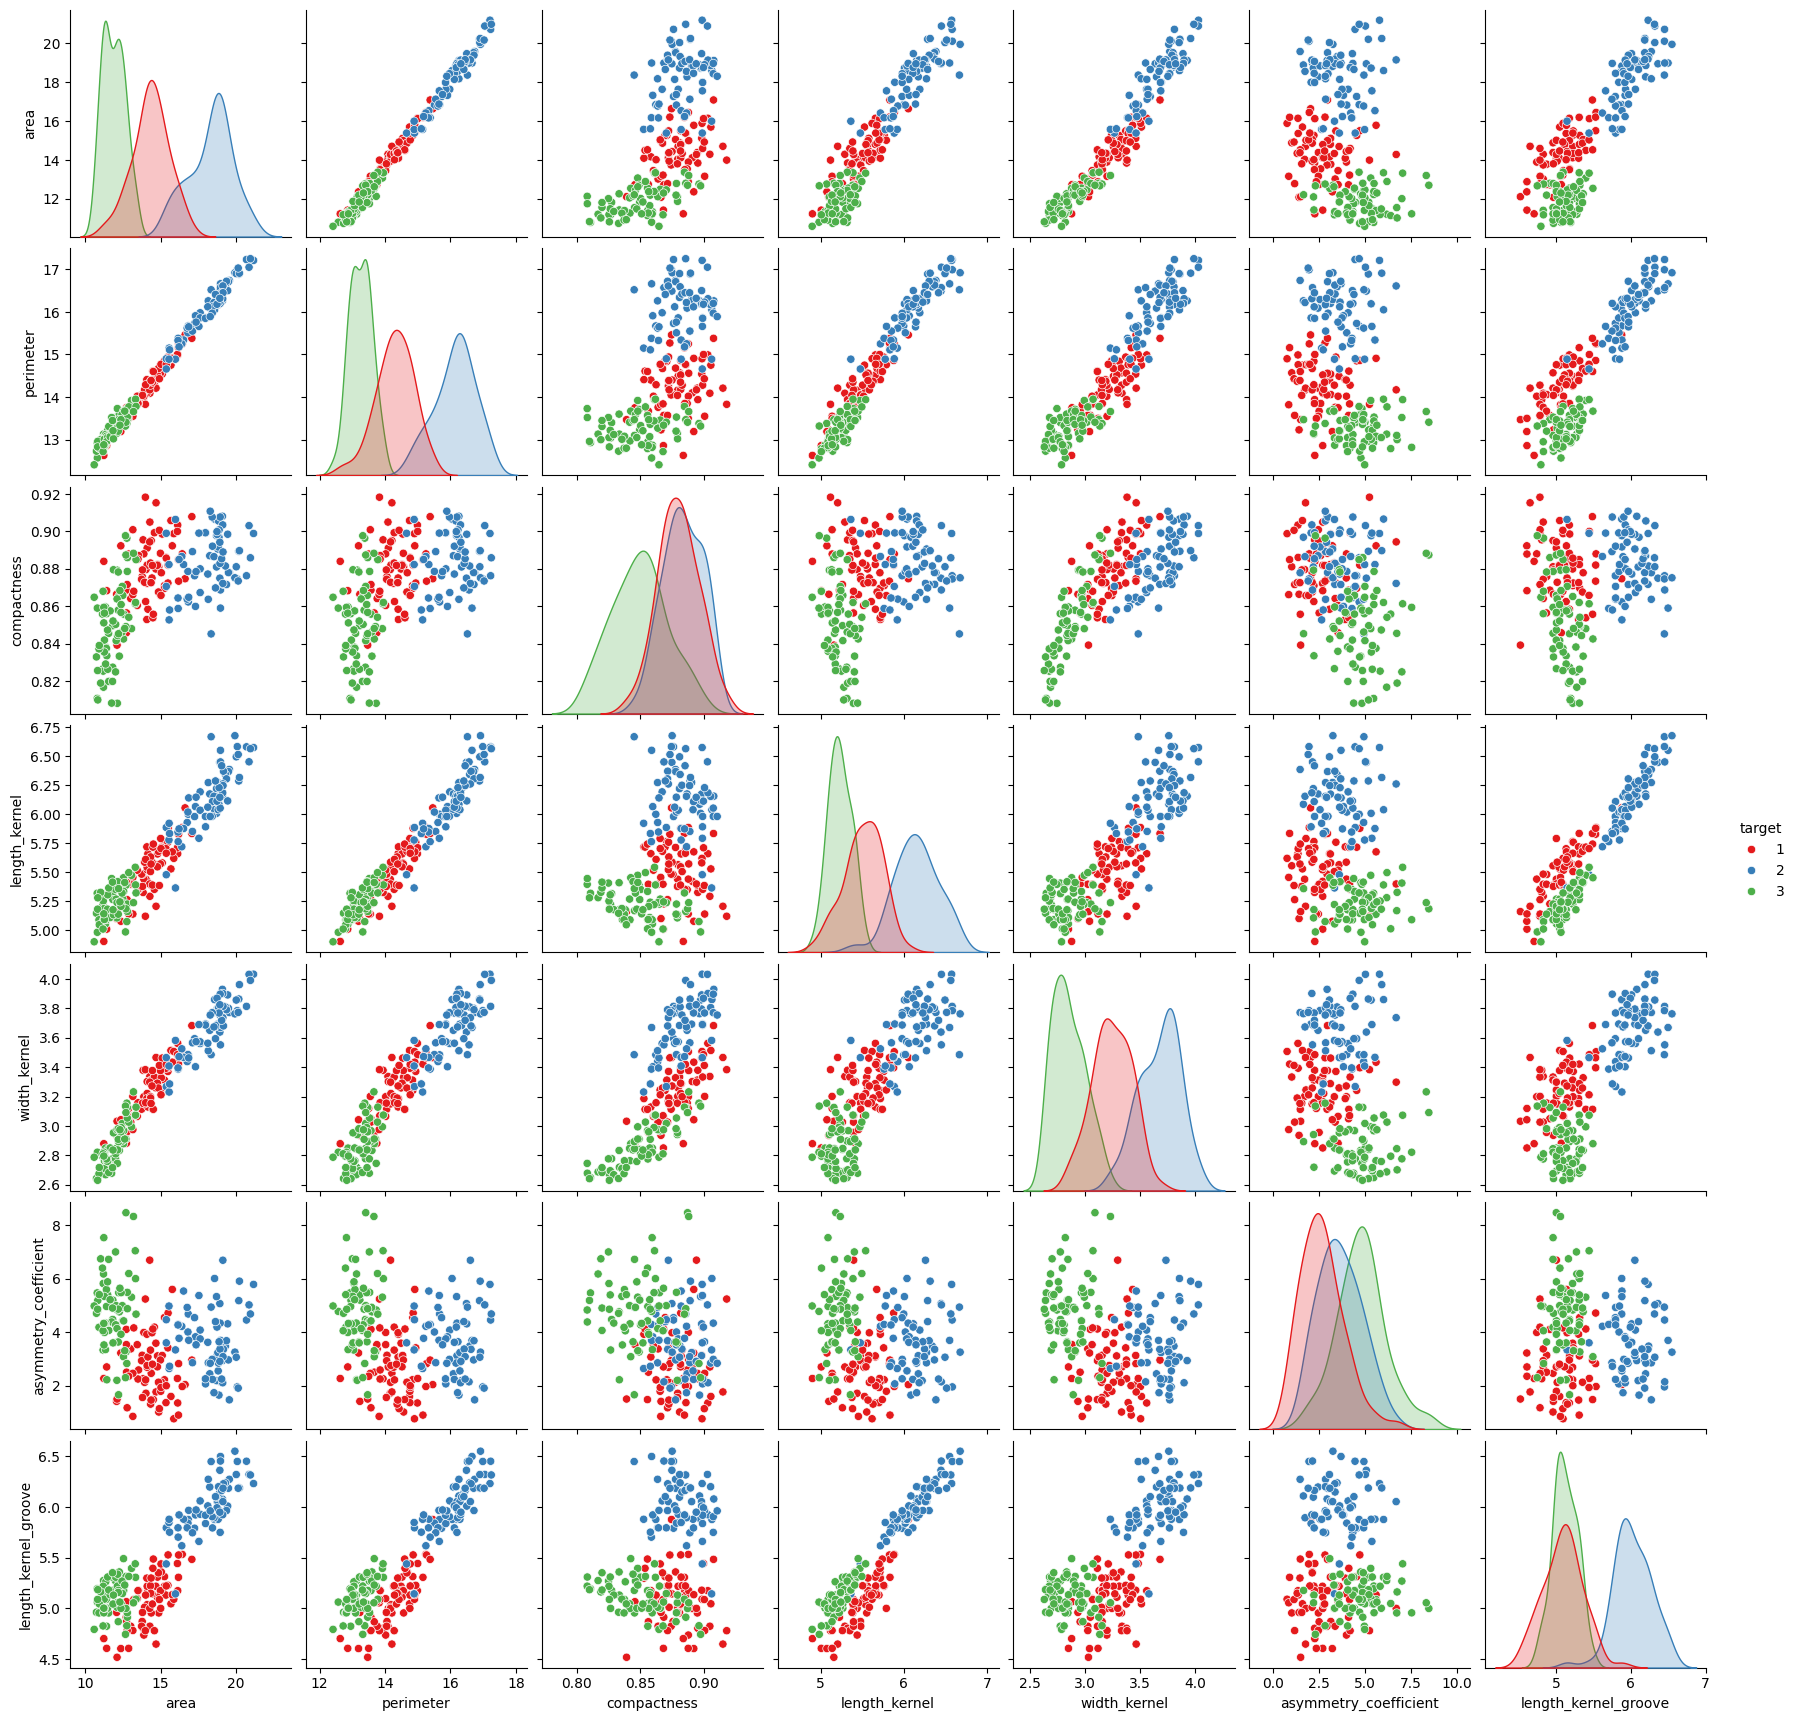 20
18
16
14
12
area
17
16
15
14
13
perimeter
0.92
0.90
0.88
0.86
0.84
0.82
compactness
6.75
6.50
6.25
6.00
5.75
5.50
5.25
5.00
length_kernel
target
1
2
3
4.0
3.8
3.6
3.4
3.2
3.0
2.8
2.6
width_kernel
8
6
4
2
asymmetry_coefficient
6.5
6.0
5.5
5.0
4.5
length_kernel_groove
10 15 20
12 14 16 18
0.80 0.85 0.90
5 6 7
2.5 3.0 3.5 4.0
0.0 2.5 5.0 7.5 10.0
5 6 7
area
perimeter
compactness
length_kernel
width_kernel
asymmetry_coefficient
length_kernel_groove